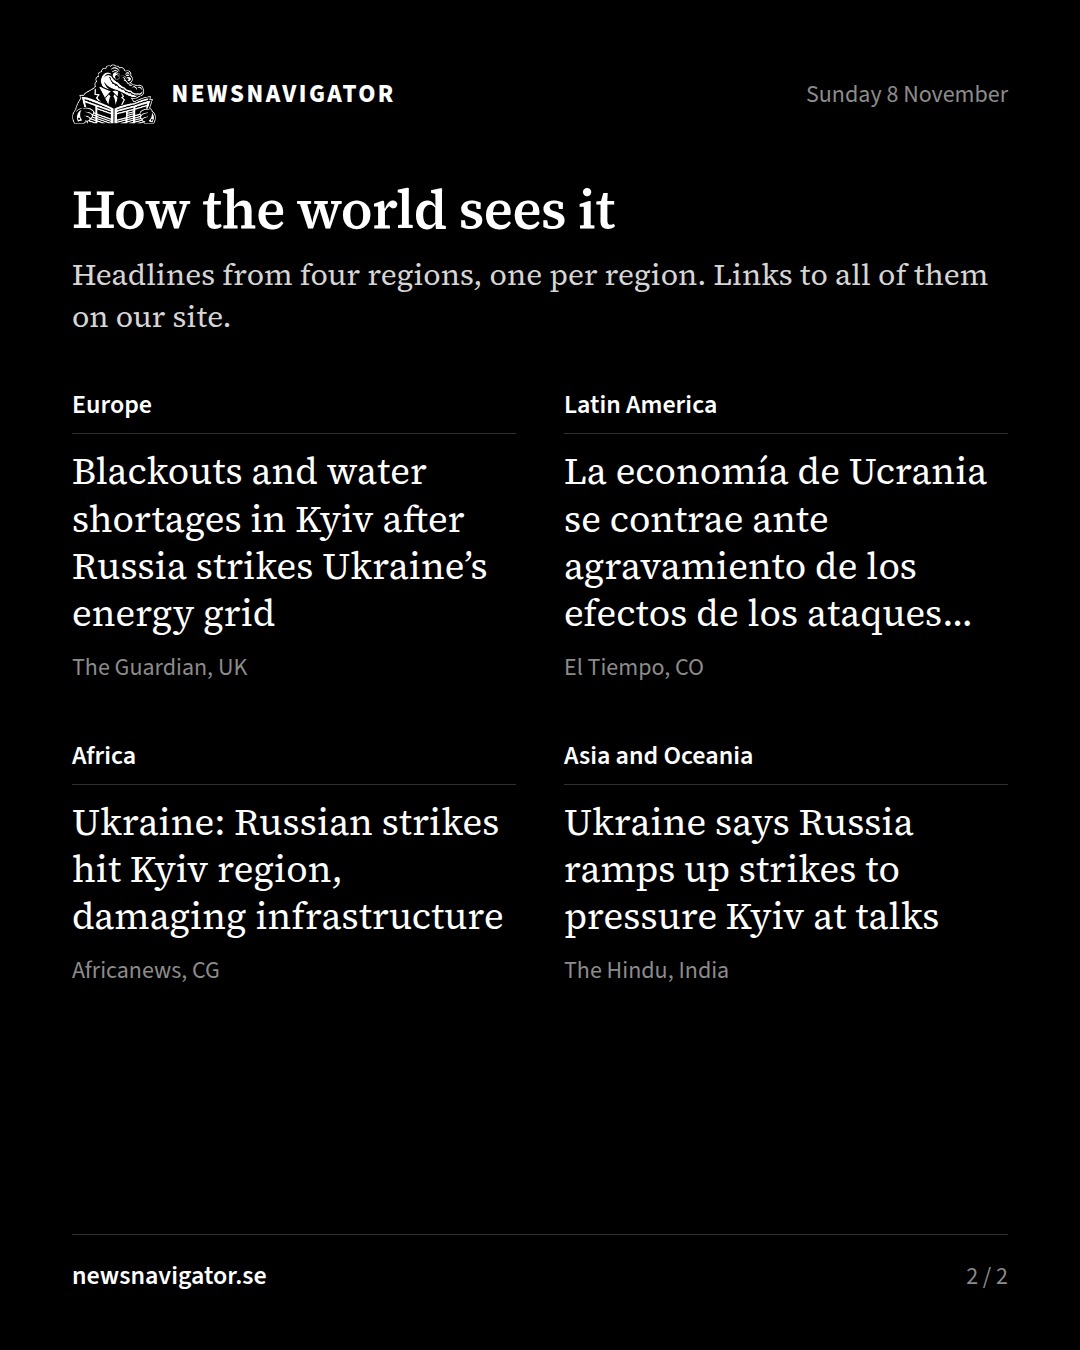 NEWSNAVIGATOR
Sunday 8 November
How the world sees it
Headlines from four regions, one per region. Links to all of them
on our site.
Europe
Blackouts and water
shortages in Kyiv after
Russia strikes Ukraine’s
energy grid
The Guardian, UK
Latin America
La economía de Ucrania
se contrae ante
agravamiento de los
efectos de los ataques...
El Tiempo, CO
Africa
Ukraine: Russian strikes
hit Kyiv region,
damaging infrastructure
Africanews, CG
Asia and Oceania
Ukraine says Russia
ramps up strikes to
pressure Kyiv at talks
The Hindu, India
newsnavigator.se
2 / 2